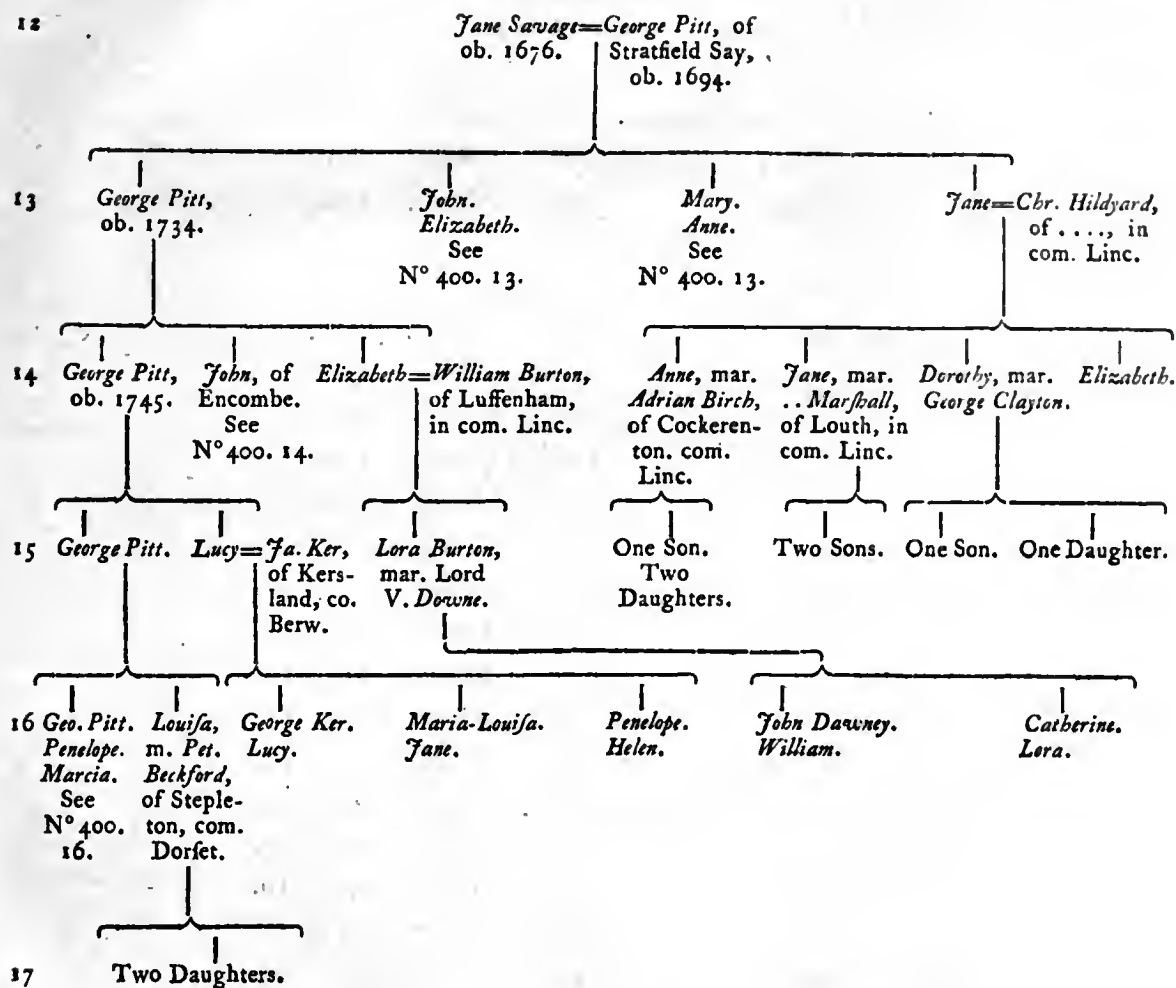 12
Jane Savage=George Pitt, of
ob. 1676. Stratfield Say,
ob. 1694.
13
George Pitt,
ob. 1734.
John.
Elizabeth.
See
N° 400. 13.
Mary.
Anne.
See
N° 400. 13.
Jane=Chr. Hildyard,
of ...., in
com. Linc.
14
George Pitt,
ob. 1745.
John, of
Encombe.
See
N° 400. 14.
Elizabeth=William Burton,
of Luffenham,
in com. Linc.
Anne, mar.
Adrian Birch,
of Cockeren-
ton. com.
Linc.
Jane, mar.
.. Marſhall,
of Louth, in
com. Linc.
Dorothy, mar.
George Clayton.
Elizabeth.
15
George Pitt.
Lucy=Ja. Ker,
of Kers-
land, co.
Berw.
Lora Burton,
mar. Lord
V. Downe.
One Son.
Two
Daughters.
Two Sons.
One Son.
One Daughter.
16
Geo. Pitt.
Penelope.
Marcia.
See
N° 400.
16.
Louiſa,
m. Pet.
Beckford,
of Steple-
ton, com.
Dorſet.
George Ker.
Lucy.
Maria-Louiſa.
Jane.
Penelope.
Helen.
John Dawney.
William.
Catherine.
Lora.
17
Two Daughters.